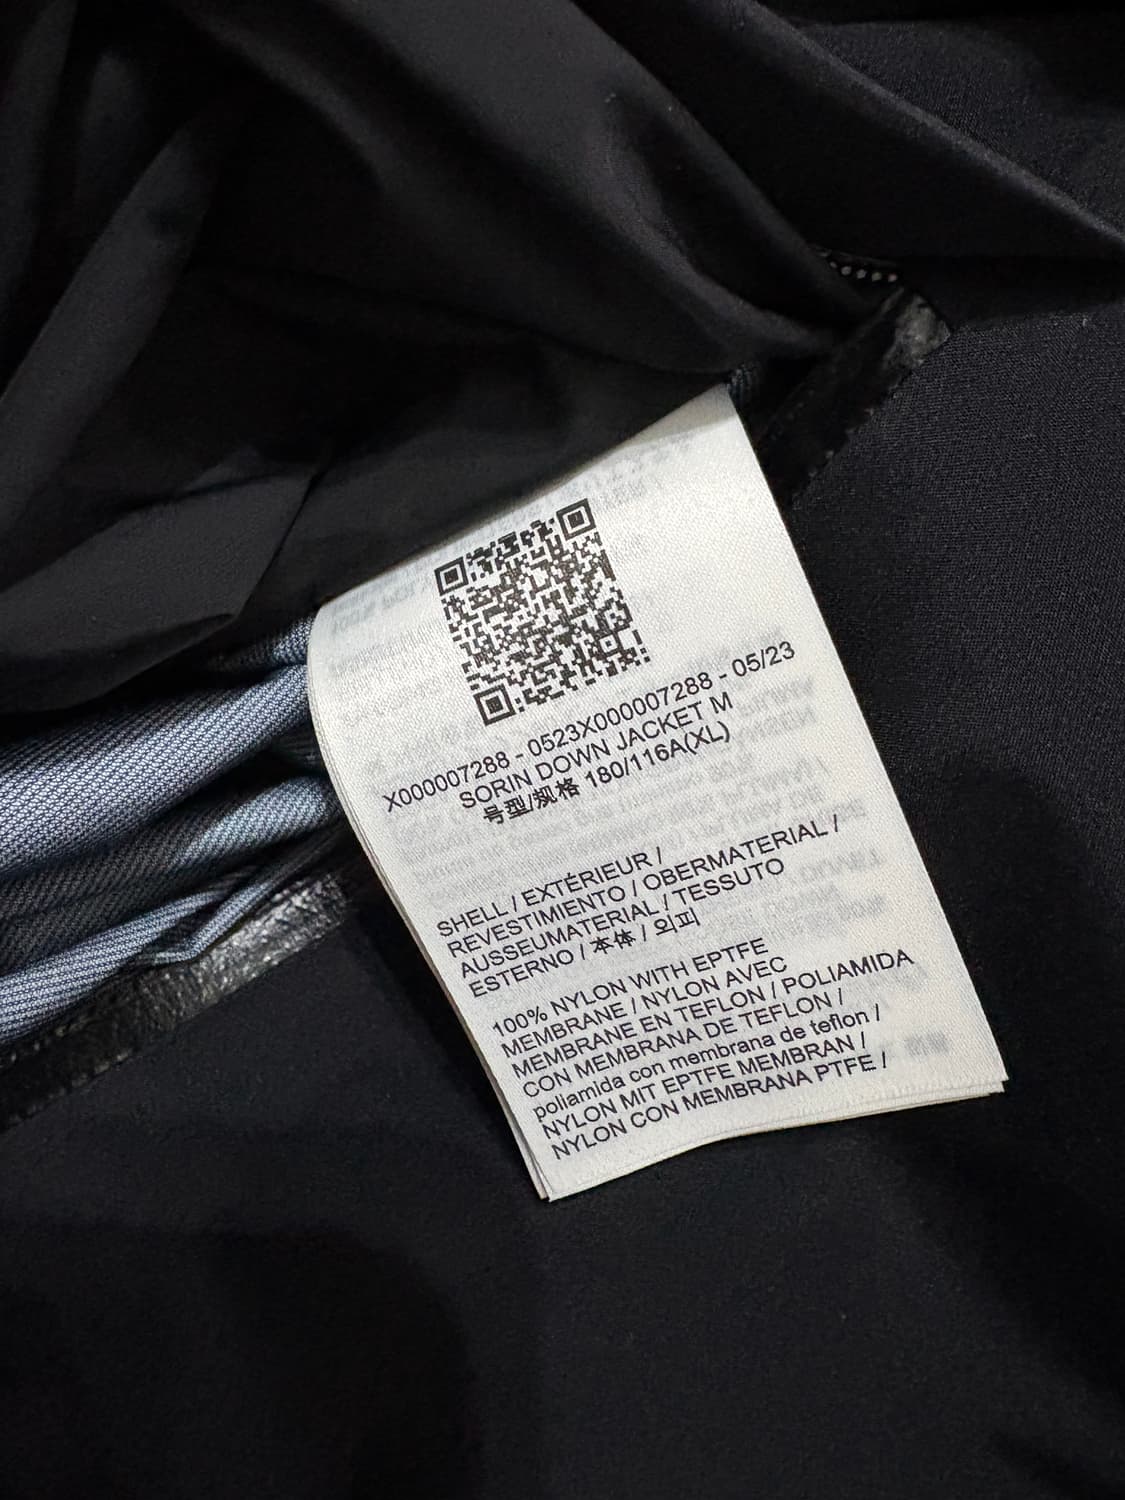 X000007288 - 0523X000007288 - 05/23
SORIN DOWN JACKET M
号型/规格 180/116A(XL)
SHELL / EXTÉRIEUR /
REVESTIMIENTO / OBERMATERIAL /
AUSSEUMATERIAL / TESSUTO
ESTERNO / 本体 / 외피
100% NYLON WITH EPTFE
MEMBRANE / NYLON AVEC
MEMBRANE EN TEFLON / POLIAMIDA
CON MEMBRANA DE TEFLON /
poliamida con membrana de teflon /
NYLON MIT EPTFE MEMBRAN /
NYLON CON MEMBRANA PTFE /